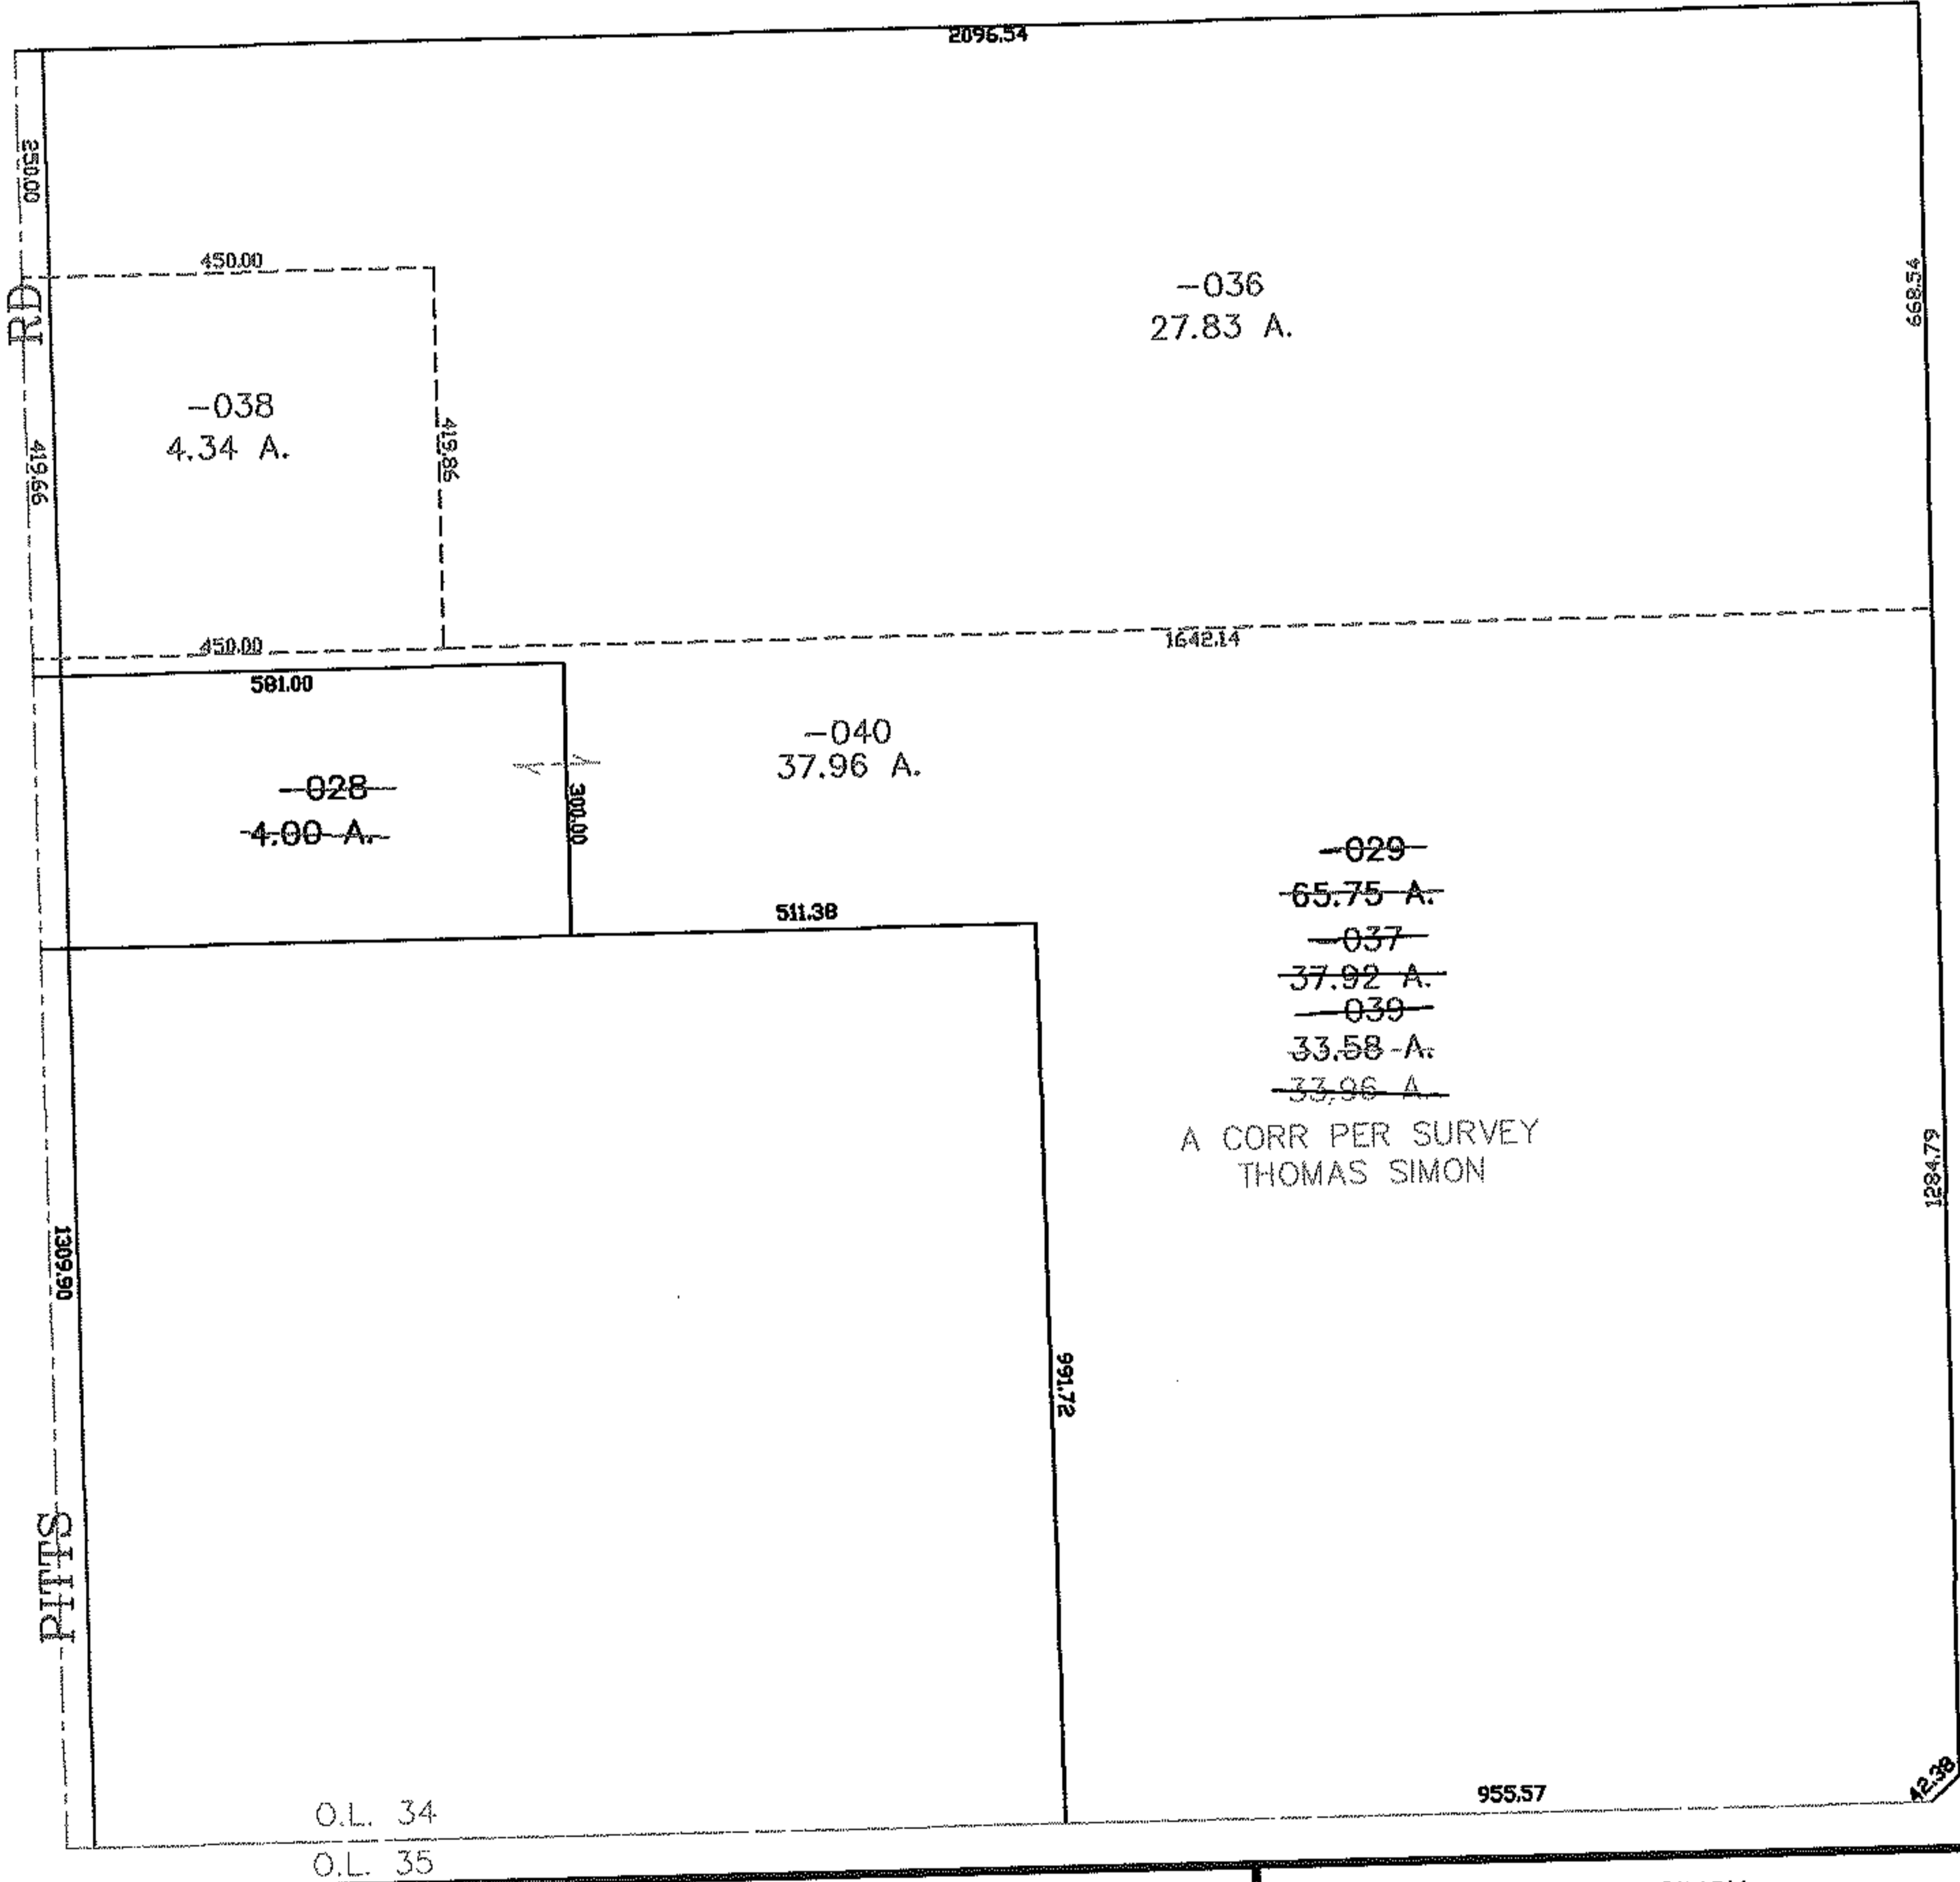 2096.54
250.00
450.00
RD
-036
27.83 A.
668.54
-038
4.34 A.
419.66
419.86
450.00
1642.14
581.00
-040
37.96 A.
-028
4.00 A.
300.00
511.38
-029
65.75 A.
-037
37.92 A.
-039
33.58 A.
33.96 A.
A CORR PER SURVEY
THOMAS SIMON
1284.79
1309.90
991.72
PITTS
955.57
42.38
O.L. 34
O.L. 35